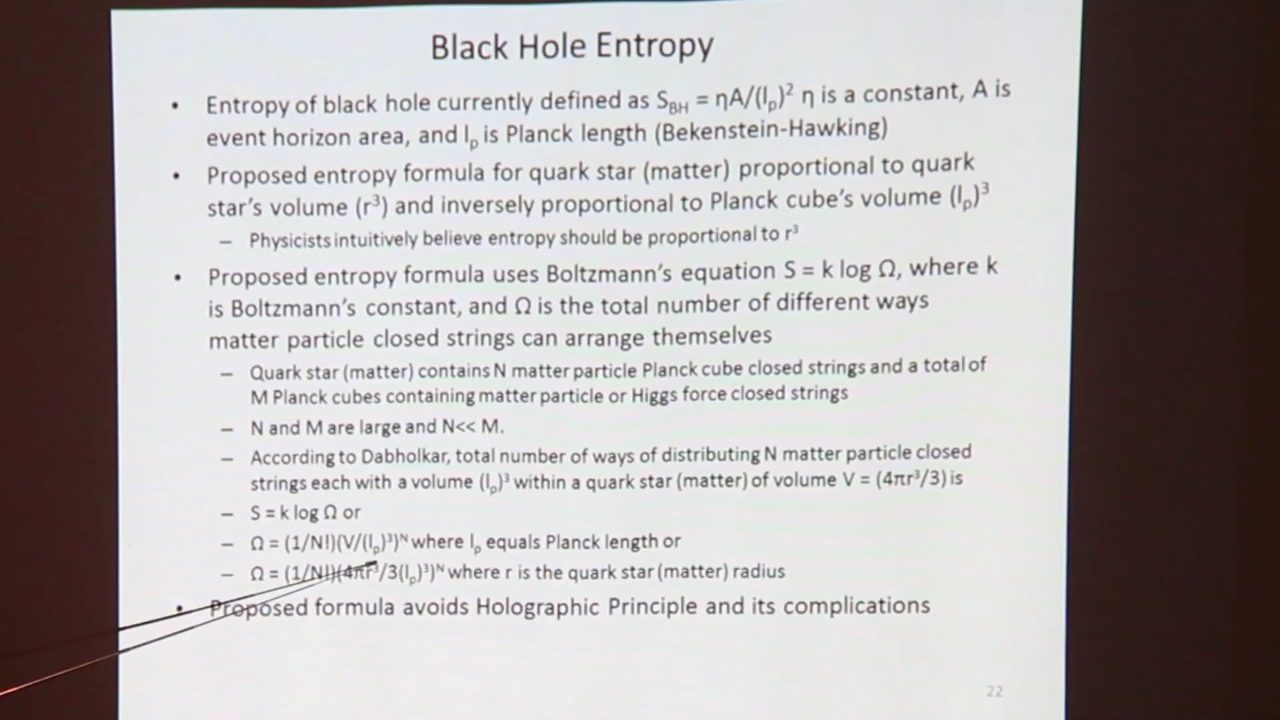 Black Hole Entropy
• Entropy of black hole currently defined as S_BH = ηA/(l_p)² η is a constant, A is
event horizon area, and l_p is Planck length (Bekenstein-Hawking)
• Proposed entropy formula for quark star (matter) proportional to quark
star's volume (r³) and inversely proportional to Planck cube's volume (l_p)³
– Physicists intuitively believe entropy should be proportional to r³
• Proposed entropy formula uses Boltzmann's equation S = k log Ω, where k
is Boltzmann's constant, and Ω is the total number of different ways
matter particle closed strings can arrange themselves
– Quark star (matter) contains N matter particle Planck cube closed strings and a total of
M Planck cubes containing matter particle or Higgs force closed strings
– N and M are large and N<< M.
– According to Dabholkar, total number of ways of distributing N matter particle closed
strings each with a volume (l_p)³ within a quark star (matter) of volume V = (4πr³/3) is
– S = k log Ω or
– Ω = (1/N!)(V/(l_p)³)ᴺ where l_p equals Planck length or
– Ω = (1/N!)(4πr³/3(l_p)³)ᴺ where r is the quark star (matter) radius
• Proposed formula avoids Holographic Principle and its complications
22